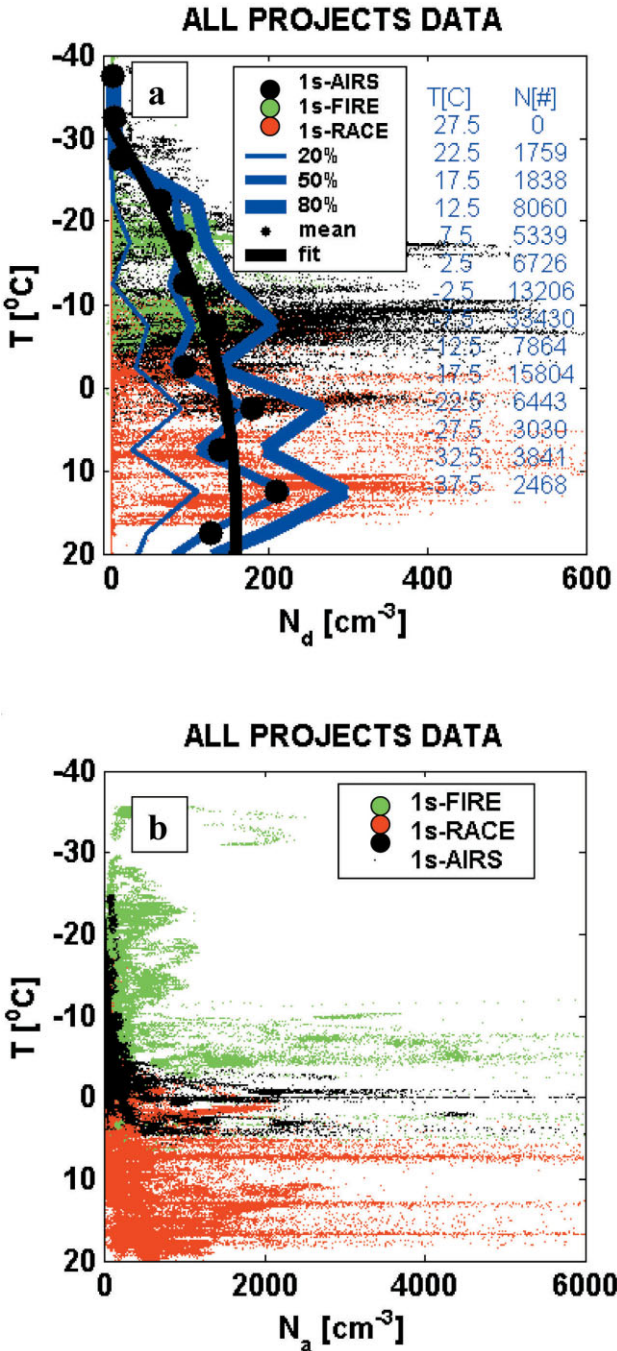 ALL PROJECTS DATA
-40
-30
-20
-10
0
10
20
T [⁰C]
a
1s-AIRS
1s-FIRE
1s-RACE
20%
50%
80%
mean
fit
T[C] N[#]
27.5 0
22.5 1759
17.5 1838
12.5 8060
7.5 5339
2.5 6726
-2.5 13206
-12.5 7864
-17.5 15804
-22.5 6443
-27.5 3030
-32.5 3841
-37.5 2468
0 200 400 600
N_d [cm⁻³]
ALL PROJECTS DATA
-40
-30
-20
-10
0
10
20
T [⁰C]
b
1s-FIRE
1s-RACE
1s-AIRS
0 2000 4000 6000
N_a [cm⁻³]